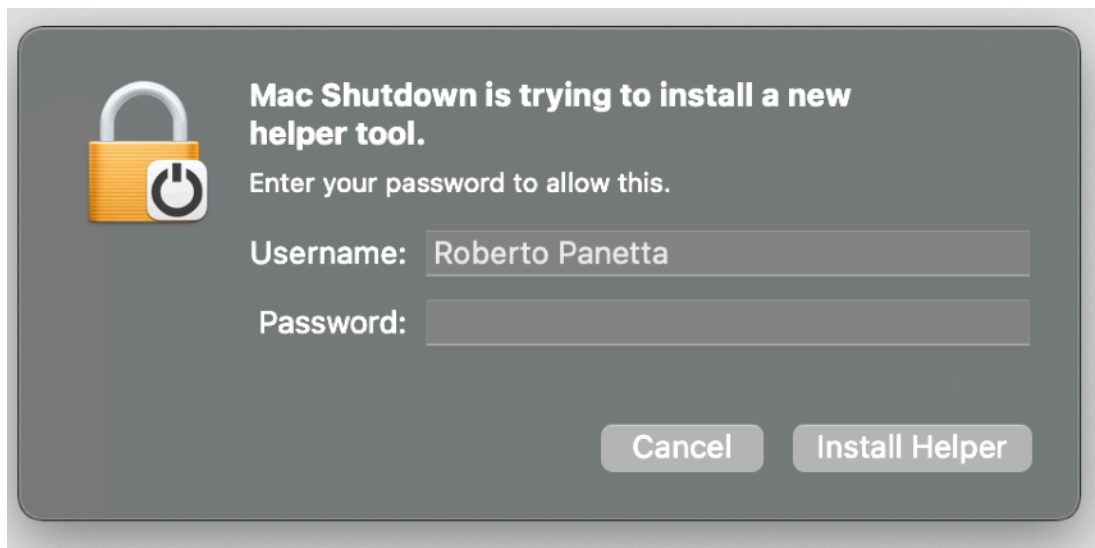 Mac Shutdown is trying to install a new
helper tool.
Enter your password to allow this.
Username: Roberto Panetta
Password:
Cancel Install Helper